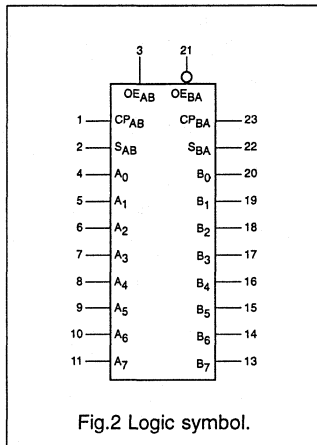 3 21
OEAB OEBA
1 CPAB CPBA 23
2 SAB SBA 22
4 A0 B0 20
5 A1 B1 19
6 A2 B2 18
7 A3 B3 17
8 A4 B4 16
9 A5 B5 15
10 A6 B6 14
11 A7 B7 13
Fig.2 Logic symbol.